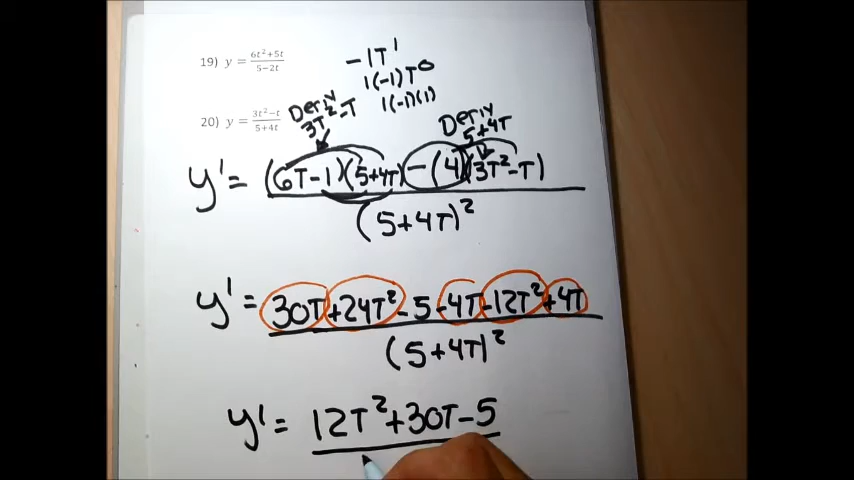 19) y = 6t²+5t / 5−2t
−1T¹
1(−1)T⁰
1(−1)(1)
20) y = 3t²−t / 5+4t
Deriv
3T²−T
Deriv
5+4T
y' = (6T−1)(5+4T)−(4)(3T²−T)
(5+4T)²
y' = 30T+24T²−5−4T−12T²+4T
(5+4T)²
y' = 12T²+30T−5